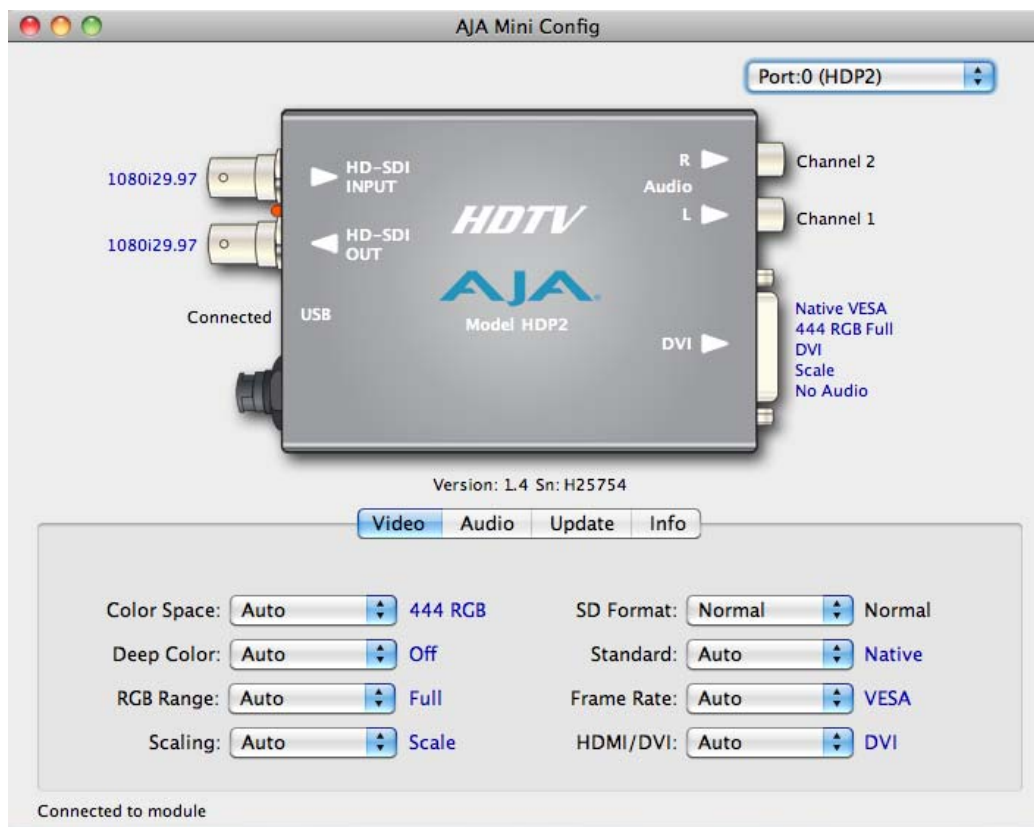 AJA Mini Config
Port:0 (HDP2)
1080i29.97
HD-SDI
INPUT
R
Audio
L
Channel 2
Channel 1
HDTV
1080i29.97
HD-SDI
OUT
AJA
Connected
USB
Model HDP2
DVI
Native VESA
444 RGB Full
DVI
Scale
No Audio
Version: 1.4 Sn: H25754
Video Audio Update Info
Color Space: Auto 444 RGB SD Format: Normal Normal
Deep Color: Auto Off Standard: Auto Native
RGB Range: Auto Full Frame Rate: Auto VESA
Scaling: Auto Scale HDMI/DVI: Auto DVI
Connected to module